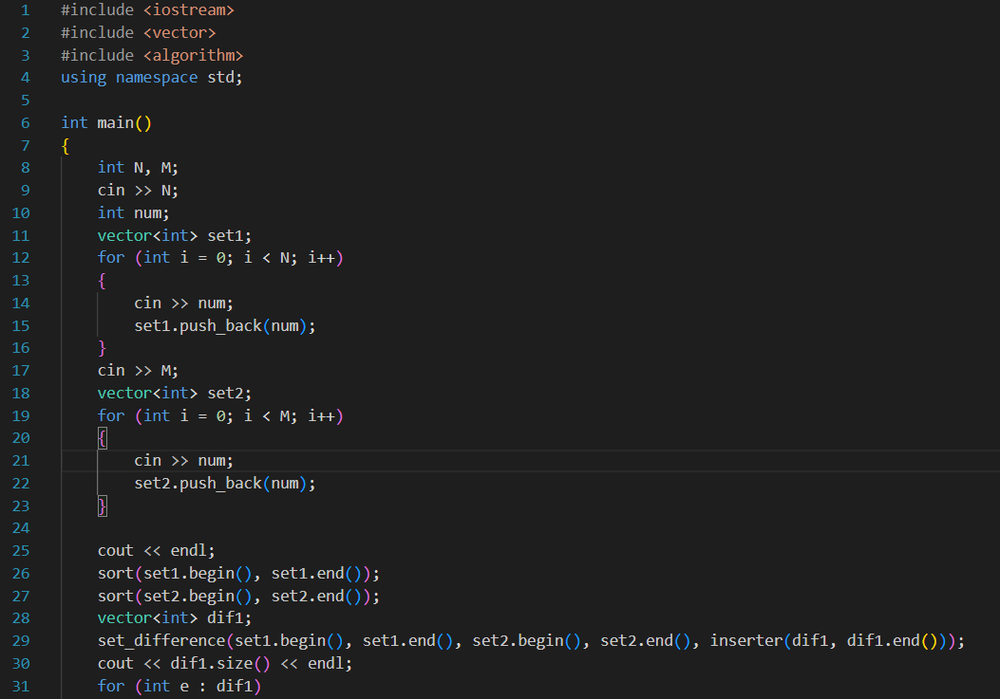 1 #include <iostream>
2 #include <vector>
3 #include <algorithm>
4 using namespace std;
5
6 int main()
7 {
8     int N, M;
9     cin >> N;
10     int num;
11     vector<int> set1;
12     for (int i = 0; i < N; i++)
13     {
14         cin >> num;
15         set1.push_back(num);
16     }
17     cin >> M;
18     vector<int> set2;
19     for (int i = 0; i < M; i++)
20     {
21         cin >> num;
22         set2.push_back(num);
23     }
24
25     cout << endl;
26     sort(set1.begin(), set1.end());
27     sort(set2.begin(), set2.end());
28     vector<int> dif1;
29     set_difference(set1.begin(), set1.end(), set2.begin(), set2.end(), inserter(dif1, dif1.end()));
30     cout << dif1.size() << endl;
31     for (int e : dif1)